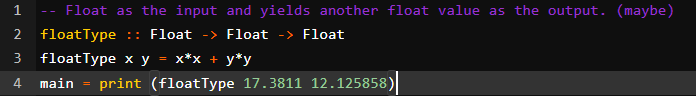 1 -- Float as the input and yields another float value as the output. (maybe)
2 floatType :: Float -> Float -> Float
3 floatType x y = x*x + y*y
4 main = print (floatType 17.3811 12.125858)